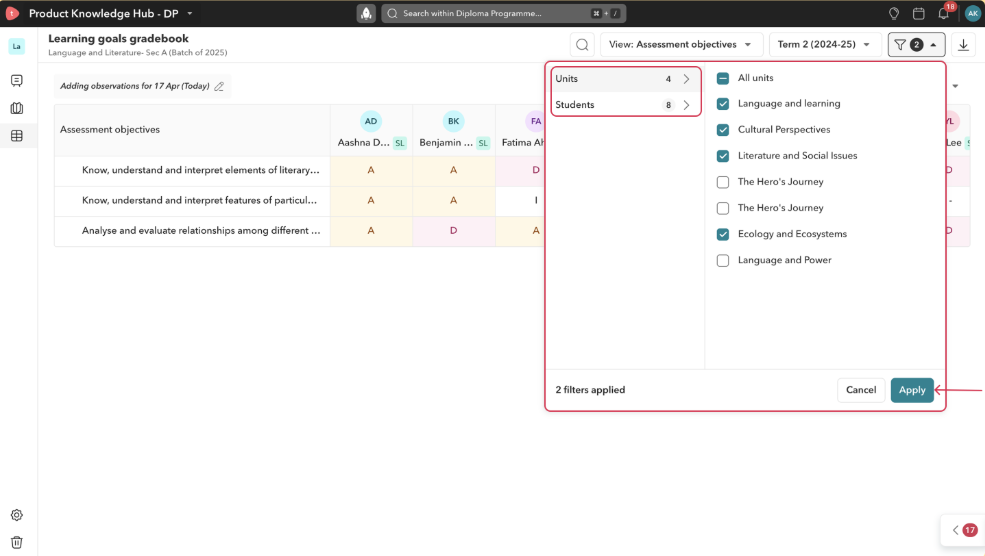 1 Product Knowledge Hub - DP
Search within Diploma Programme... ⌘ + /
18
AK
La
Learning goals gradebook
Language and Literature- Sec A (Batch of 2025)
View: Assessment objectives
Term 2 (2024-25)
2
Adding observations for 17 Apr (Today)
Assessment objectives
AD
Aashna D... SL
BK
Benjamin ... SL
FA
Fatima Ah
YL
Lee
Know, understand and interpret elements of literary... A A D D
Know, understand and interpret features of particul... A A I -
Analyse and evaluate relationships among different ... A D A D
Units 4
Students 8
All units
Language and learning
Cultural Perspectives
Literature and Social Issues
The Hero's Journey
The Hero's Journey
Ecology and Ecosystems
Language and Power
2 filters applied
Cancel
Apply
17